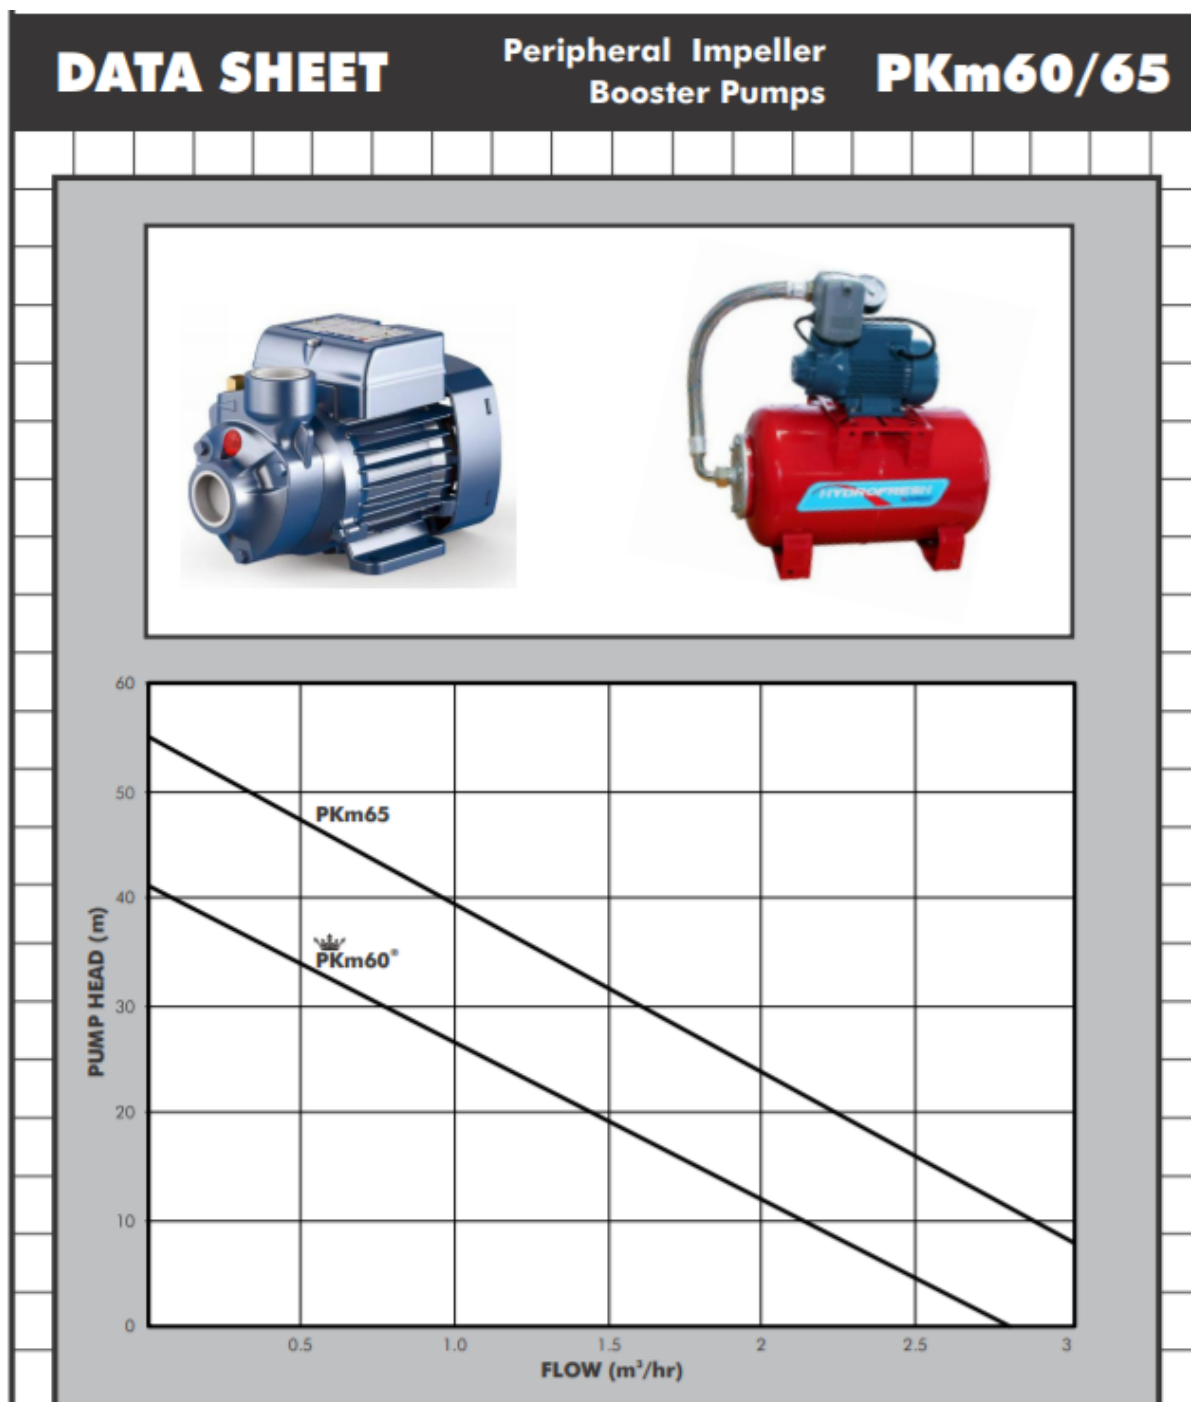 DATA SHEET
Peripheral Impeller
Booster Pumps
PKm60/65
HYDROFRESH
60
50
40
30
20
10
0
PUMP HEAD (m)
PKm65
PKm60®
0.5
1.0
1.5
2
2.5
3
FLOW (m³/hr)